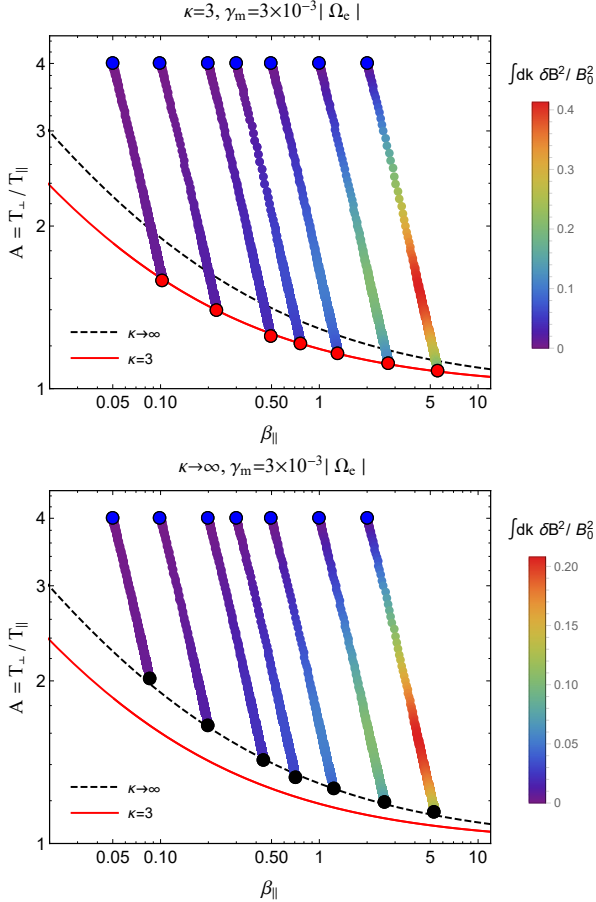 κ=3, γm=3×10⁻³| Ωe |
∫dk δB²/ B₀²
A = T⊥ / T∥
4
3
2
1
0.4
0.3
0.2
0.1
0
κ→∞
κ=3
0.05 0.10 0.50 1 5 10
β∥
κ→∞, γm=3×10⁻³| Ωe |
∫dk δB²/ B₀²
A = T⊥ / T∥
4
3
2
1
0.20
0.15
0.10
0.05
0
κ→∞
κ=3
0.05 0.10 0.50 1 5 10
β∥